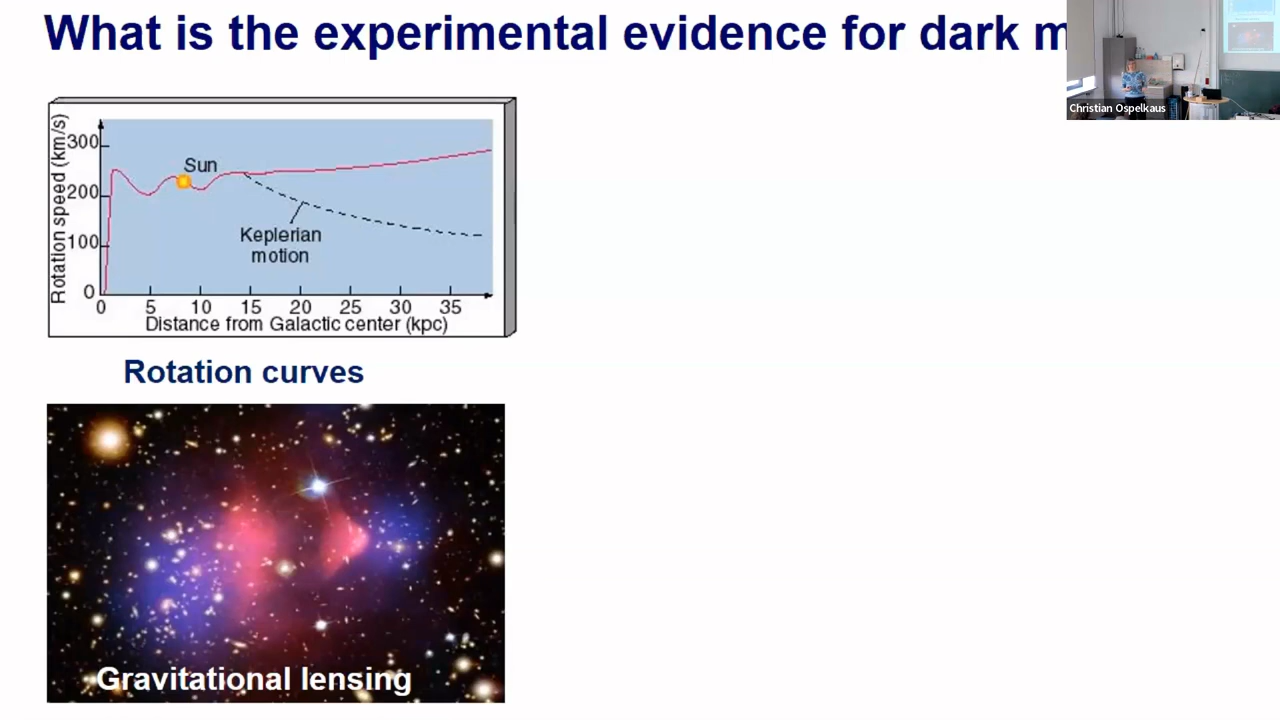 What is the experimental evidence for dark m
Christian Ospelkaus
Rotation speed (km/s)
300
200
100
0
Sun
Keplerian
motion
0 5 10 15 20 25 30 35
Distance from Galactic center (kpc)
Rotation curves
Gravitational lensing